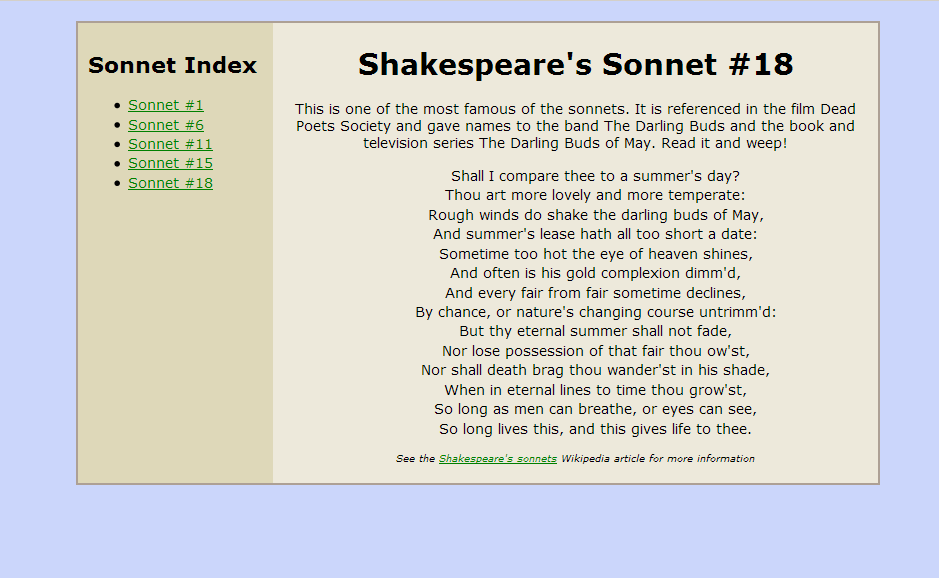 Sonnet Index
Sonnet #1
Sonnet #6
Sonnet #11
Sonnet #15
Sonnet #18
Shakespeare's Sonnet #18
This is one of the most famous of the sonnets. It is referenced in the film Dead
Poets Society and gave names to the band The Darling Buds and the book and
television series The Darling Buds of May. Read it and weep!
Shall I compare thee to a summer's day?
Thou art more lovely and more temperate:
Rough winds do shake the darling buds of May,
And summer's lease hath all too short a date:
Sometime too hot the eye of heaven shines,
And often is his gold complexion dimm'd,
And every fair from fair sometime declines,
By chance, or nature's changing course untrimm'd:
But thy eternal summer shall not fade,
Nor lose possession of that fair thou ow'st,
Nor shall death brag thou wander'st in his shade,
When in eternal lines to time thou grow'st,
So long as men can breathe, or eyes can see,
So long lives this, and this gives life to thee.
See the Shakespeare's sonnets Wikipedia article for more information